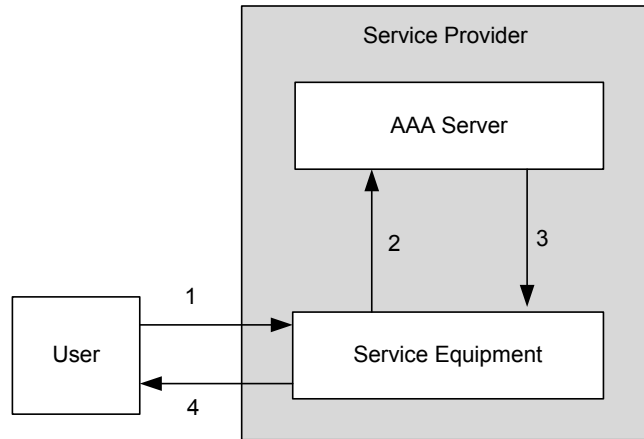 Service Provider
AAA Server
2
3
1
User
Service Equipment
4